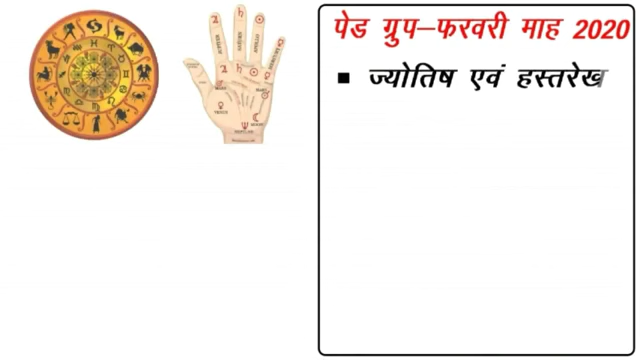 पेड ग्रुप–फरवरी माह 2020
▪ ज्योतिष एवं हस्तरेख